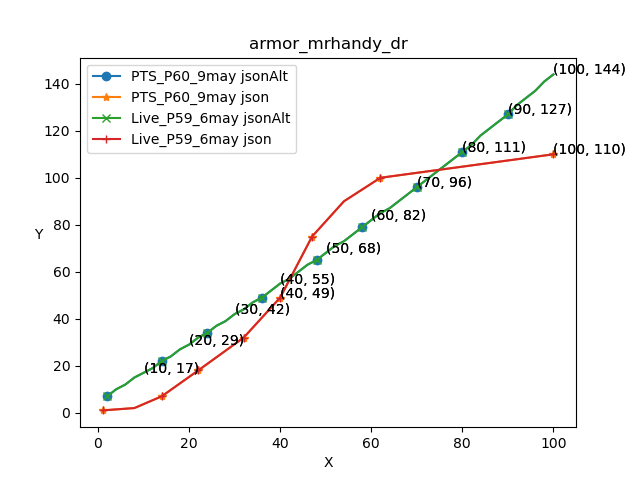 armor_mrhandy_dr
PTS_P60_9may jsonAlt
PTS_P60_9may json
Live_P59_6may jsonAlt
Live_P59_6may json
(100, 144)
(90, 127)
(80, 111)
(100, 110)
(70, 96)
(60, 82)
(50, 68)
(40, 55)
(40, 49)
(30, 42)
(20, 29)
(10, 17)
140
120
100
80
60
40
20
0
Y
0 20 40 60 80 100
X